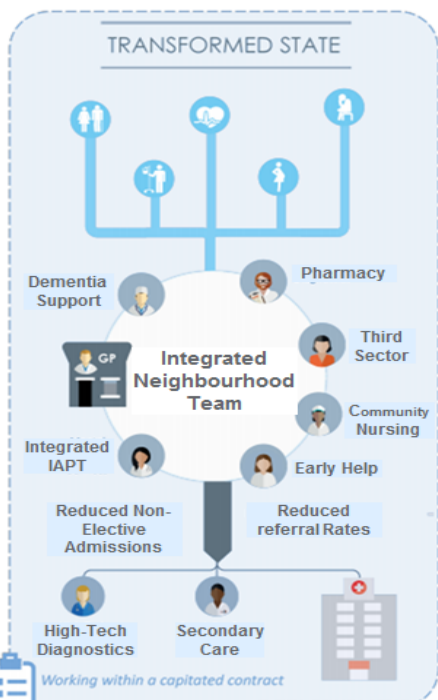 TRANSFORMED STATE
Dementia
Support
Pharmacy
GP
Integrated
Neighbourhood
Team
Third
Sector
Community
Nursing
Integrated
IAPT
Early Help
Reduced Non-
Elective
Admissions
Reduced
referral Rates
High-Tech
Diagnostics
Secondary
Care
Working within a capitated contract